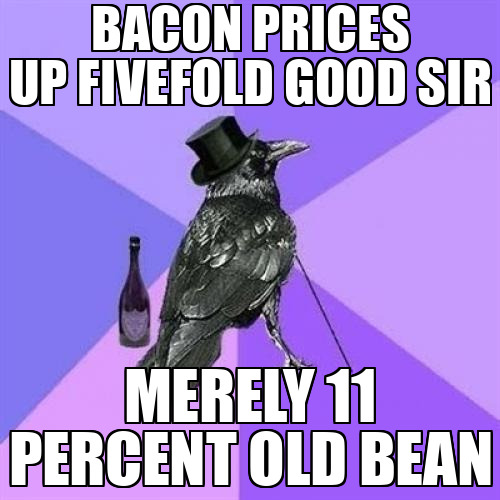 BACON PRICES
UP FIVEFOLD GOOD SIR
MERELY 11
PERCENT OLD BEAN